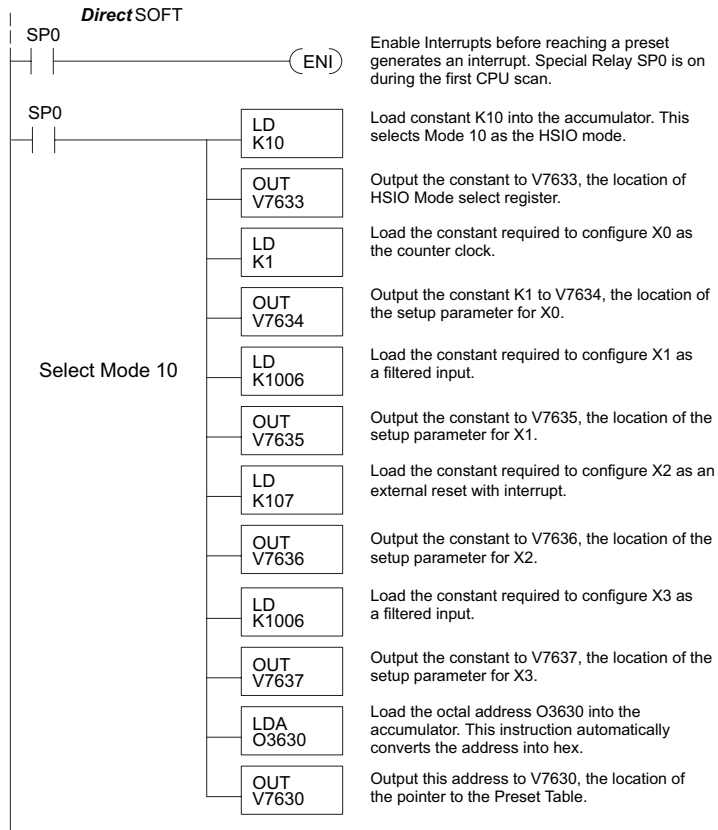 DirectSOFT
SP0
ENI
Enable Interrupts before reaching a preset
generates an interrupt. Special Relay SP0 is on
during the first CPU scan.
SP0
LD
K10
Load constant K10 into the accumulator. This
selects Mode 10 as the HSIO mode.
OUT
V7633
Output the constant to V7633, the location of
HSIO Mode select register.
LD
K1
Load the constant required to configure X0 as
the counter clock.
OUT
V7634
Output the constant K1 to V7634, the location of
the setup parameter for X0.
Select Mode 10
LD
K1006
Load the constant required to configure X1 as
a filtered input.
OUT
V7635
Output the constant to V7635, the location of the
setup parameter for X1.
LD
K107
Load the constant required to configure X2 as an
external reset with interrupt.
OUT
V7636
Output the constant to V7636, the location of the
setup parameter for X2.
LD
K1006
Load the constant required to configure X3 as
a filtered input.
OUT
V7637
Output the constant to V7637, the location of the
setup parameter for X3.
LDA
O3630
Load the octal address O3630 into the
accumulator. This instruction automatically
converts the address into hex.
OUT
V7630
Output this address to V7630, the location of
the pointer to the Preset Table.